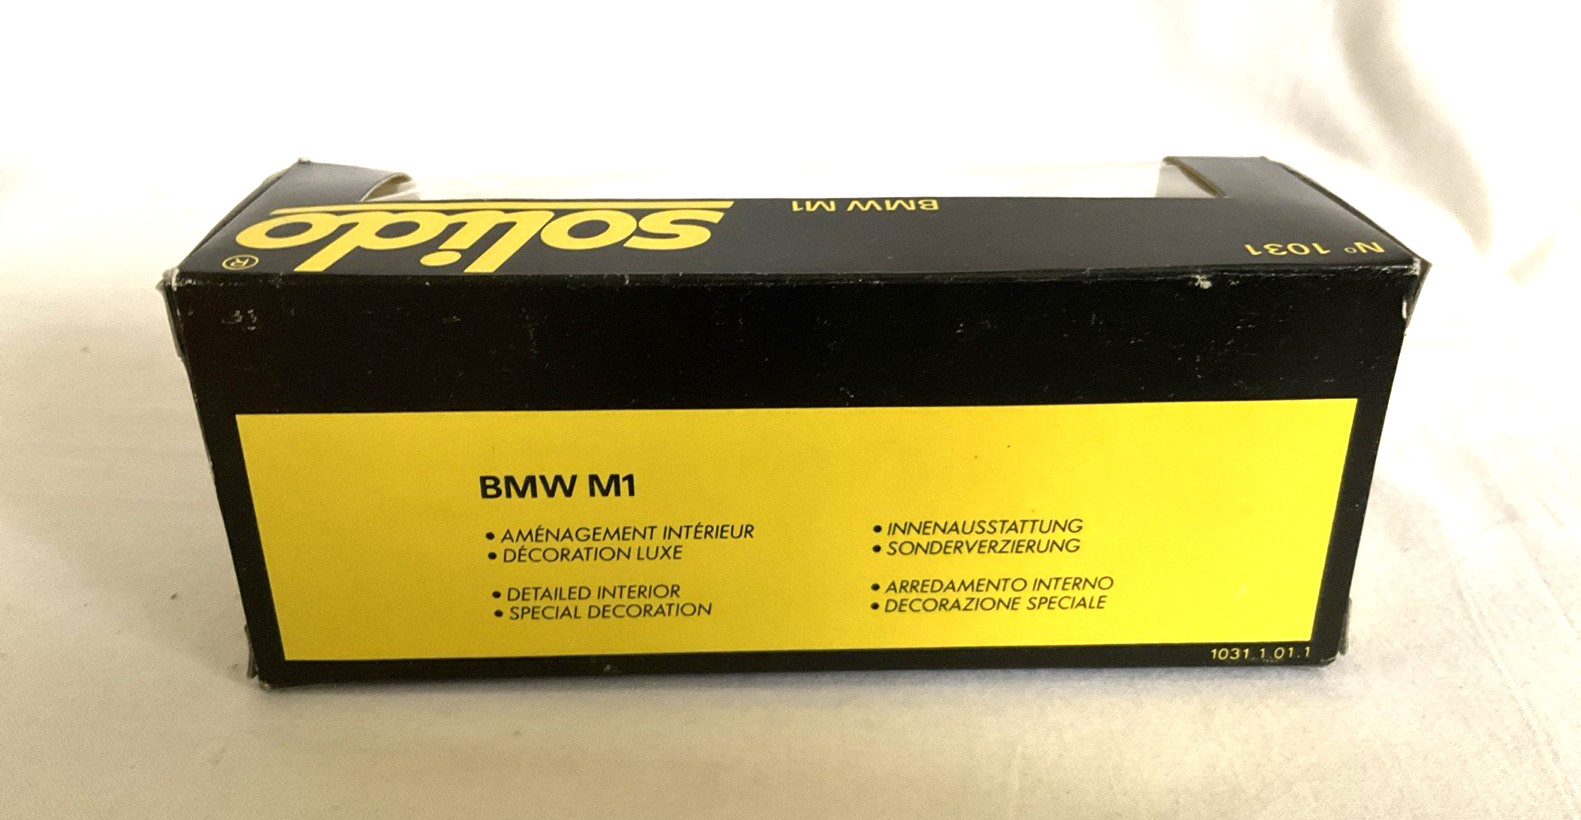 solido®
BMW M1
Nº 1031
BMW M1
• AMÉNAGEMENT INTÉRIEUR
• DÉCORATION LUXE
• DETAILED INTERIOR
• SPECIAL DECORATION
• INNENAUSSTATTUNG
• SONDERVERZIERUNG
• ARREDAMENTO INTERNO
• DECORAZIONE SPECIALE
1031.1.01.1